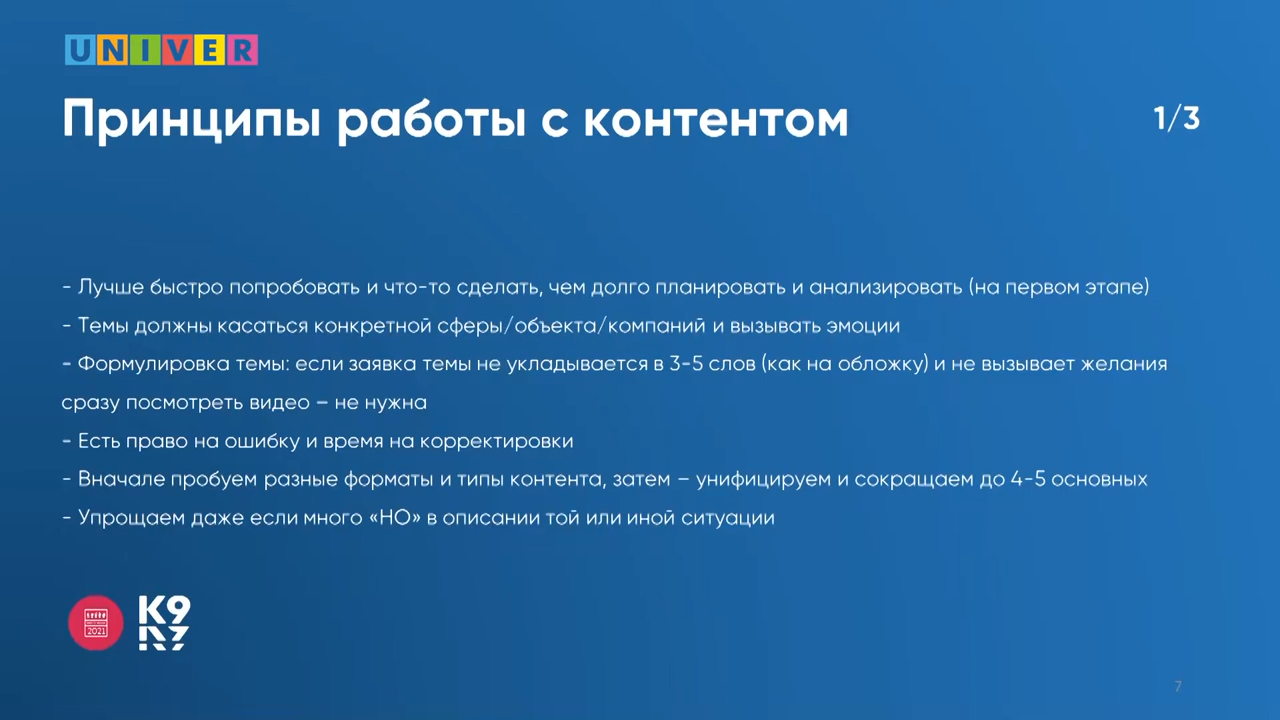 UNIVER
Принципы работы с контентом
1/3
- Лучше быстро попробовать и что-то сделать, чем долго планировать и анализировать (на первом этапе)
- Темы должны касаться конкретной сферы/объекта/компаний и вызывать эмоции
- Формулировка темы: если заявка темы не укладывается в 3-5 слов (как на обложку) и не вызывает желания
сразу посмотреть видео – не нужна
- Есть право на ошибку и время на корректировки
- Вначале пробуем разные форматы и типы контента, затем – унифицируем и сокращаем до 4-5 основных
- Упрощаем даже если много «НО» в описании той или иной ситуации
2021
К9
7